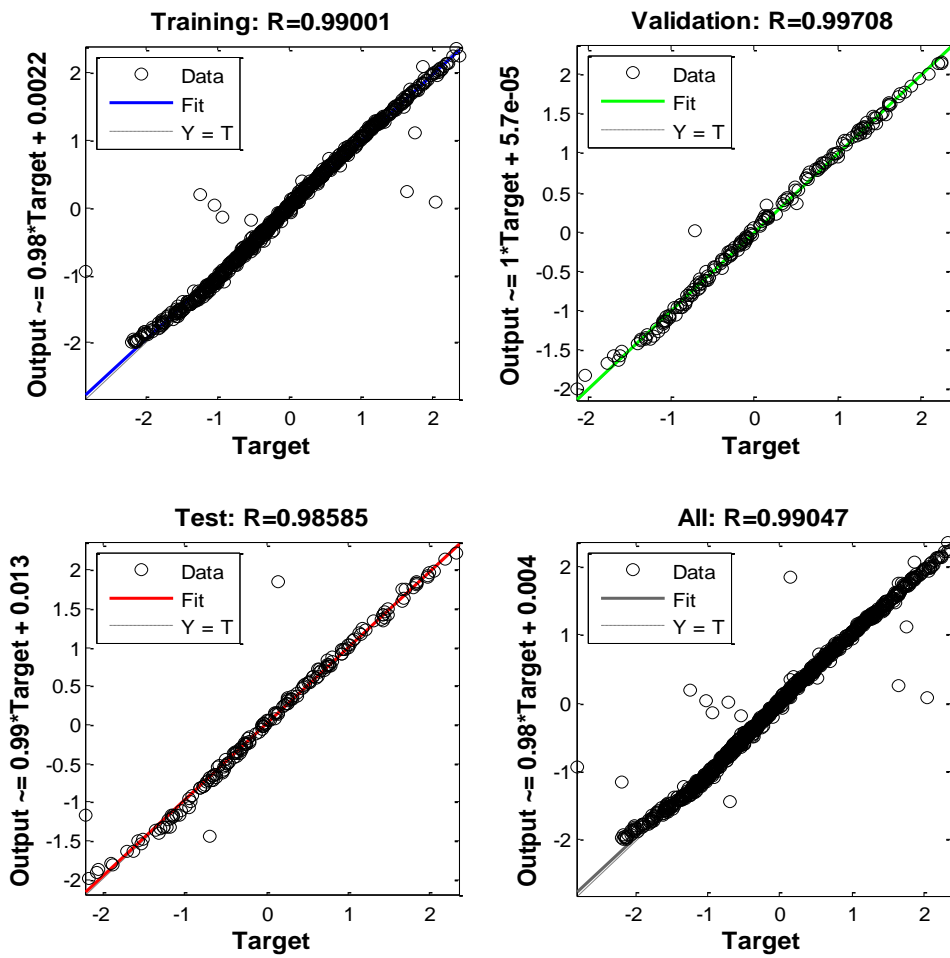 Training: R=0.99001
Output ~= 0.98*Target + 0.0022
Data
Fit
Y = T
2
1
0
-1
-2
-2 -1 0 1 2
Target
Validation: R=0.99708
Output ~= 1*Target + 5.7e-05
Data
Fit
Y = T
2
1.5
1
0.5
0
-0.5
-1
-1.5
-2
-2 -1 0 1 2
Target
Test: R=0.98585
Output ~= 0.99*Target + 0.013
Data
Fit
Y = T
2
1.5
1
0.5
0
-0.5
-1
-1.5
-2
-2 -1 0 1 2
Target
All: R=0.99047
Output ~= 0.98*Target + 0.004
Data
Fit
Y = T
2
1
0
-1
-2
-2 -1 0 1 2
Target